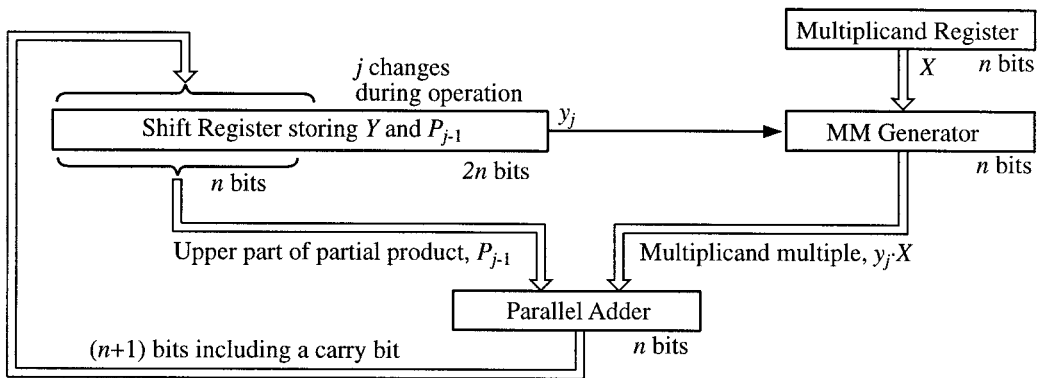 Multiplicand Register
X
n bits
j changes
during operation
Shift Register storing Y and P_{j-1}
y_j
MM Generator
n bits
2n bits
n bits
Upper part of partial product, P_{j-1}
Multiplicand multiple, y_j·X
Parallel Adder
(n+1) bits including a carry bit
n bits